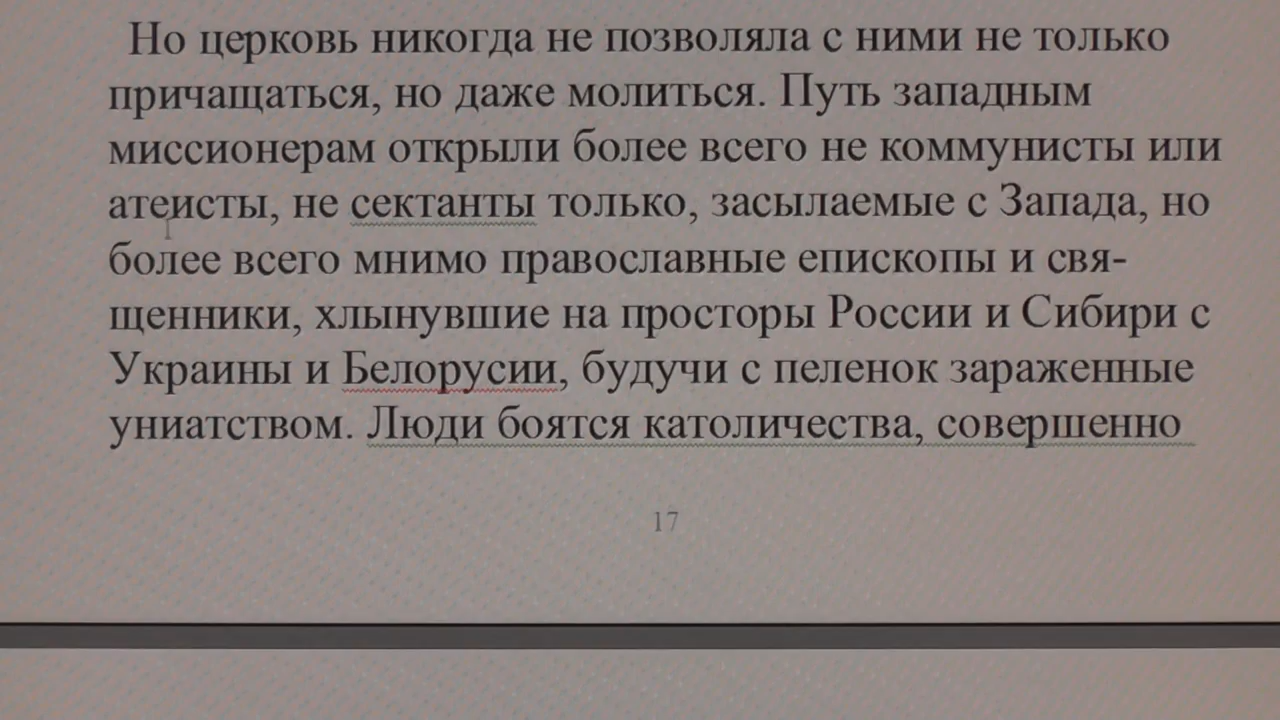 Но церковь никогда не позволяла с ними не только
причащаться, но даже молиться. Путь западным
миссионерам открыли более всего не коммунисты или
атеисты, не сектанты только, засылаемые с Запада, но
более всего мнимо православные епископы и свя-
щенники, хлынувшие на просторы России и Сибири с
Украины и Белорусии, будучи с пеленок зараженные
униатством. Люди боятся католичества, совершенно
17